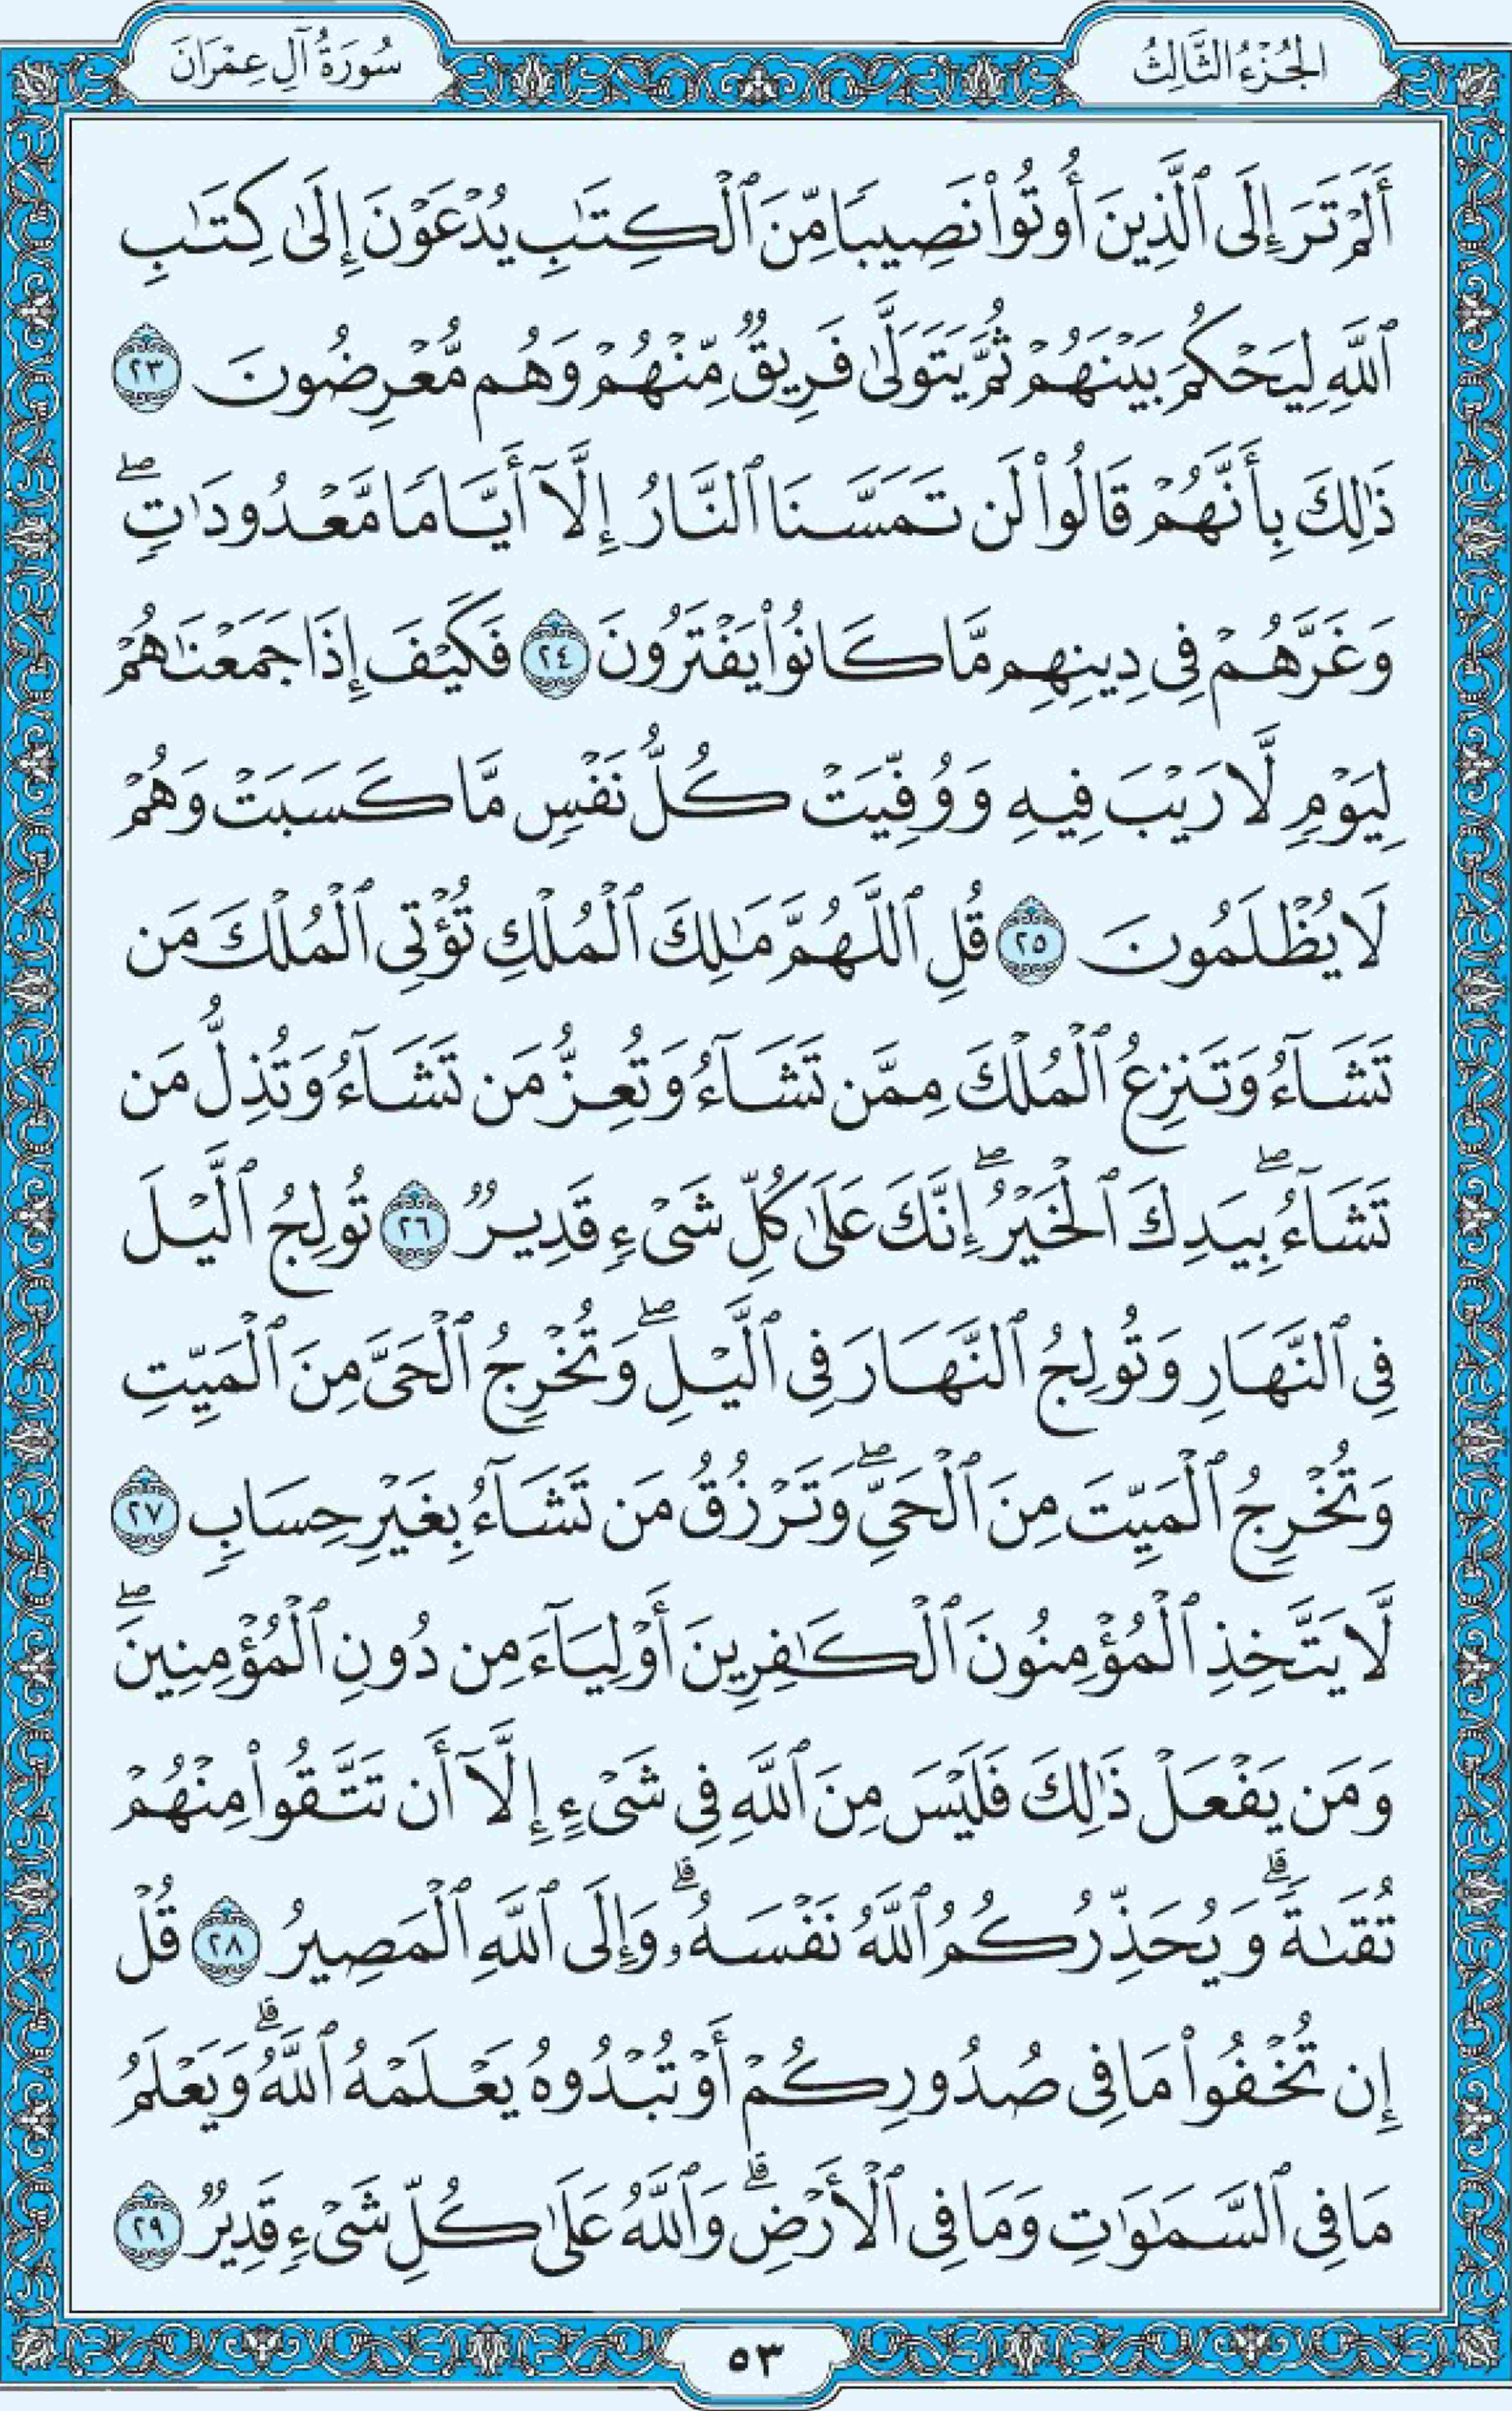 الجُزْءُ الثَّالِثُ
سُورَةُ آلِ عِمْرَانَ
أَلَمْ تَرَ إِلَى ٱلَّذِينَ أُوتُوا۟ نَصِيبًا مِّنَ ٱلْكِتَـٰبِ يُدْعَوْنَ إِلَىٰ كِتَـٰبِ
ٱللَّهِ لِيَحْكُمَ بَيْنَهُمْ ثُمَّ يَتَوَلَّىٰ فَرِيقٌ مِّنْهُمْ وَهُم مُّعْرِضُونَ ٢٣
ذَٰلِكَ بِأَنَّهُمْ قَالُوا۟ لَن تَمَسَّنَا ٱلنَّارُ إِلَّآ أَيَّامًا مَّعْدُودَٰتٍ ۖ
وَغَرَّهُمْ فِى دِينِهِم مَّا كَانُوا۟ يَفْتَرُونَ ٢٤ فَكَيْفَ إِذَا جَمَعْنَـٰهُمْ
لِيَوْمٍ لَّا رَيْبَ فِيهِ وَوُفِّيَتْ كُلُّ نَفْسٍ مَّا كَسَبَتْ وَهُمْ
لَا يُظْلَمُونَ ٢٥ قُلِ ٱللَّهُمَّ مَـٰلِكَ ٱلْمُلْكِ تُؤْتِى ٱلْمُلْكَ مَن
تَشَآءُ وَتَنزِعُ ٱلْمُلْكَ مِمَّن تَشَآءُ وَتُعِزُّ مَن تَشَآءُ وَتُذِلُّ مَن
تَشَآءُ ۖ بِيَدِكَ ٱلْخَيْرُ ۖ إِنَّكَ عَلَىٰ كُلِّ شَىْءٍ قَدِيرٌ ٢٦ تُولِجُ ٱلَّيْلَ
فِى ٱلنَّهَارِ وَتُولِجُ ٱلنَّهَارَ فِى ٱلَّيْلِ ۖ وَتُخْرِجُ ٱلْحَىَّ مِنَ ٱلْمَيِّتِ
وَتُخْرِجُ ٱلْمَيِّتَ مِنَ ٱلْحَىِّ ۖ وَتَرْزُقُ مَن تَشَآءُ بِغَيْرِ حِسَابٍ ٢٧
لَّا يَتَّخِذِ ٱلْمُؤْمِنُونَ ٱلْكَـٰفِرِينَ أَوْلِيَآءَ مِن دُونِ ٱلْمُؤْمِنِينَ ۖ
وَمَن يَفْعَلْ ذَٰلِكَ فَلَيْسَ مِنَ ٱللَّهِ فِى شَىْءٍ إِلَّآ أَن تَتَّقُوا۟ مِنْهُمْ
تُقَىٰةً ۗ وَيُحَذِّرُكُمُ ٱللَّهُ نَفْسَهُۥ ۗ وَإِلَى ٱللَّهِ ٱلْمَصِيرُ ٢٨ قُلْ
إِن تُخْفُوا۟ مَا فِى صُدُورِكُمْ أَوْ تُبْدُوهُ يَعْلَمْهُ ٱللَّهُ ۗ وَيَعْلَمُ
مَا فِى ٱلسَّمَـٰوَٰتِ وَمَا فِى ٱلْأَرْضِ ۗ وَٱللَّهُ عَلَىٰ كُلِّ شَىْءٍ قَدِيرٌ ٢٩
٥٣